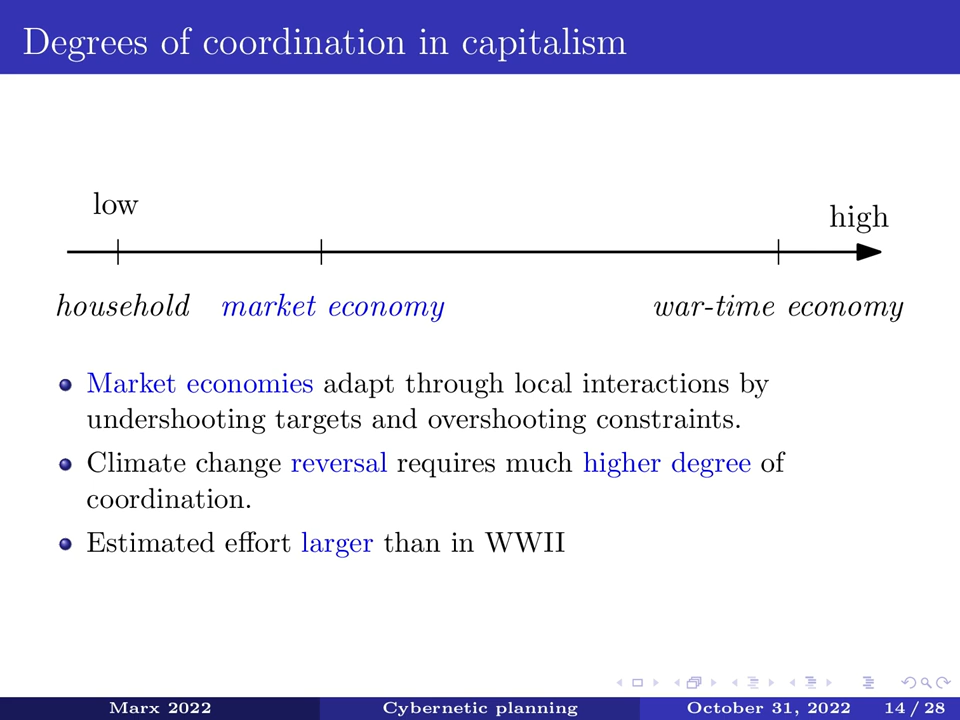 Degrees of coordination in capitalism
low
high
household market economy war-time economy
Market economies adapt through local interactions by
undershooting targets and overshooting constraints.
Climate change reversal requires much higher degree of
coordination.
Estimated effort larger than in WWII
Marx 2022 Cybernetic planning October 31, 2022 14 / 28